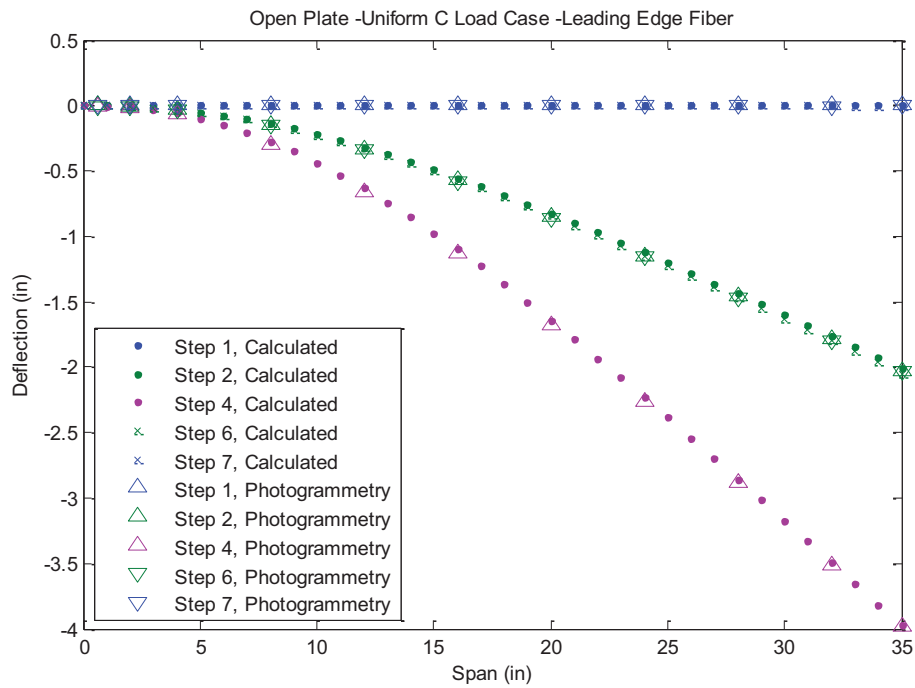 Open Plate -Uniform C Load Case -Leading Edge Fiber
0.5
0
-0.5
-1
-1.5
-2
-2.5
-3
-3.5
-4
Deflection (in)
Step 1, Calculated
Step 2, Calculated
Step 4, Calculated
Step 6, Calculated
Step 7, Calculated
Step 1, Photogrammetry
Step 2, Photogrammetry
Step 4, Photogrammetry
Step 6, Photogrammetry
Step 7, Photogrammetry
0 5 10 15 20 25 30 35
Span (in)